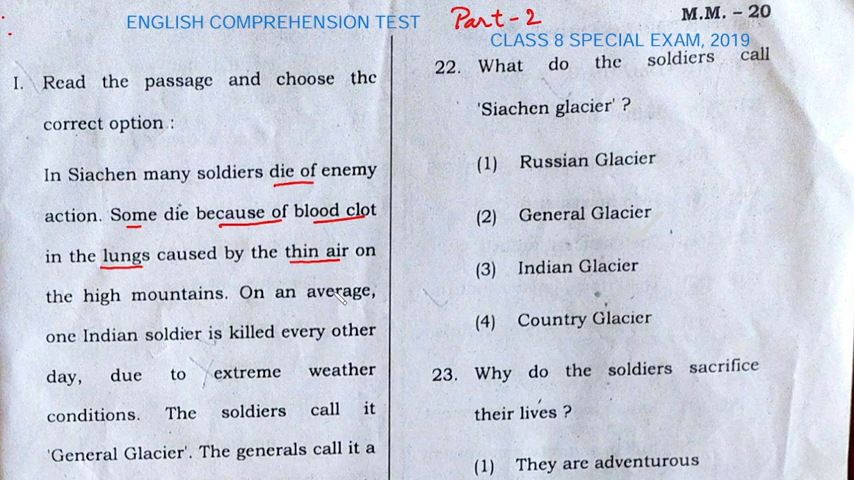 ENGLISH COMPREHENSION TEST Part-2
M.M. - 20
CLASS 8 SPECIAL EXAM, 2019
I. Read the passage and choose the
correct option :
In Siachen many soldiers die of enemy
action. Some die because of blood clot
in the lungs caused by the thin air on
the high mountains. On an average,
one Indian soldier is killed every other
day, due to extreme weather
conditions. The soldiers call it
'General Glacier'. The generals call it a
22. What do the soldiers call
'Siachen glacier' ?
(1) Russian Glacier
(2) General Glacier
(3) Indian Glacier
(4) Country Glacier
23. Why do the soldiers sacrifice
their lives ?
(1) They are adventurous